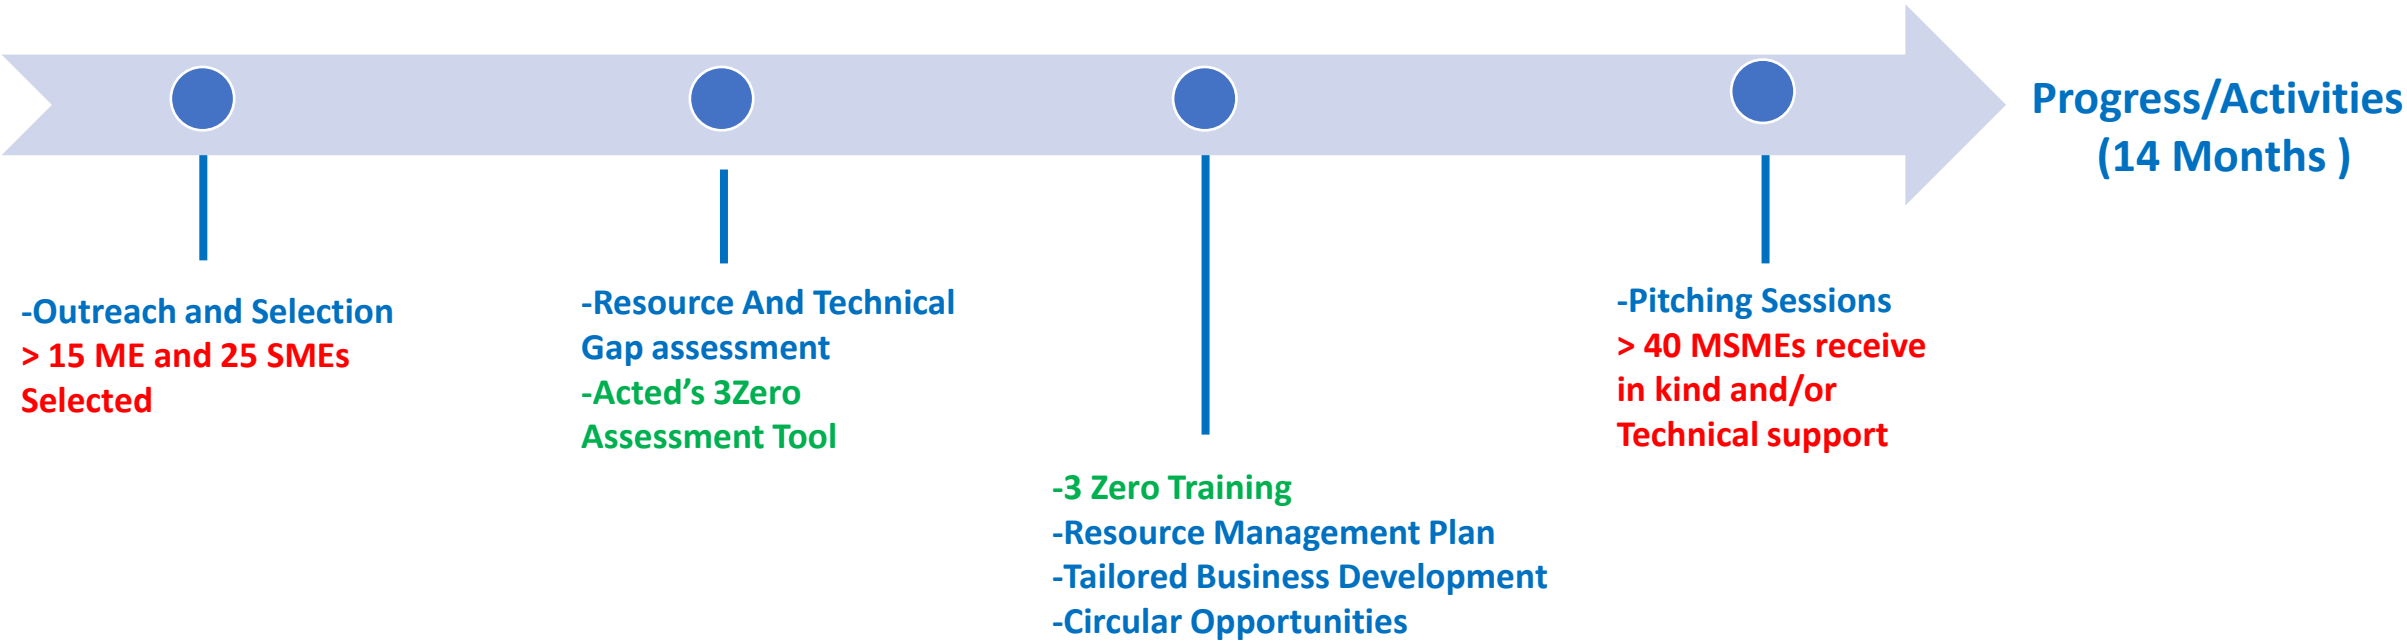 Progress/Activities
(14 Months )
-Outreach and Selection
> 15 ME and 25 SMEs
Selected
-Resource And Technical
Gap assessment
-Acted’s 3Zero
Assessment Tool
-3 Zero Training
-Resource Management Plan
-Tailored Business Development
-Circular Opportunities
-Pitching Sessions
> 40 MSMEs receive
in kind and/or
Technical support